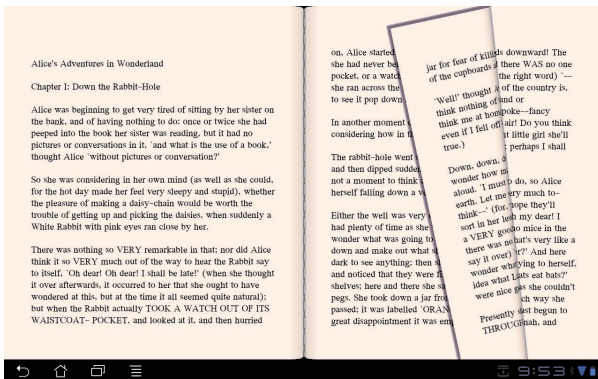 Alice's Adventures in Wonderland
Chapter I: Down the Rabbit-Hole
Alice was beginning to get very tired of sitting by her sister on
the bank, and of having nothing to do: once or twice she had
peeped into the book her sister was reading, but it had no
pictures or conversations in it, `and what is the use of a book,'
thought Alice `without pictures or conversation?'
So she was considering in her own mind (as well as she could,
for the hot day made her feel very sleepy and stupid), whether
the pleasure of making a daisy-chain would be worth the
trouble of getting up and picking the daisies, when suddenly a
White Rabbit with pink eyes ran close by her.
There was nothing so VERY remarkable in that; nor did Alice
think it so VERY much out of the way to hear the Rabbit say
to itself, `Oh dear! Oh dear! I shall be late!' (when she thought
it over afterwards, it occurred to her that she ought to have
wondered at this, but at the time it all seemed quite natural);
but when the Rabbit actually TOOK A WATCH OUT OF ITS
WAISTCOAT- POCKET, and looked at it, and then hurried
on, Alice started
she had never
pocket, or a watch
she ran across the
to see it pop down
In another moment
considering how in
The rabbit-hole went
and then dipped
not a moment to think
herself falling down a
Either the well was very
had plenty of time as she
wonder what was going to
down and make out what
dark to see anything; then
and noticed that they were
shelves; here and there she
pegs. She took down a jar from
passed; it was labelled `ORAN
great disappointment it was
jar for fear of
of the cupboards
`Well!' thought
think nothing of
think me at
even if I fell off
true.)
Down, down,
wonder how
aloud. `I must
earth. Let me
think--' (for,
sort in her
a VERY good
there was no
say it over)
wonder what
idea what
were nice
Presently
THROUGH
downward! The
there WAS no one
the right word) `--
of the country is,
and or
poke--fancy
air! Do you think
little girl she'll
perhaps I shall
do, so Alice
much to-
hope they'll
my dear! I
mice in the
that's very like a
And here
to herself,
eat bats?'
she couldn't
which way she
begun to
and
9:53